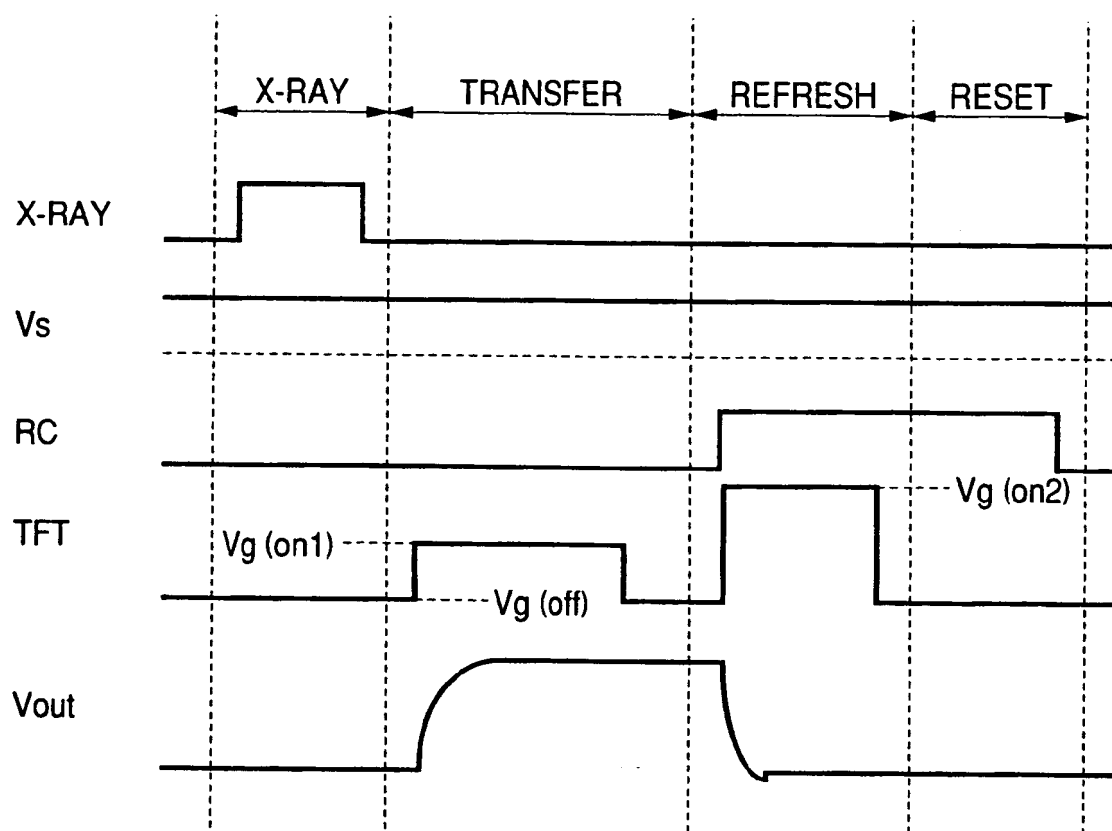 X-RAY TRANSFER REFRESH RESET
X-RAY
Vs
RC
Vg (on2)
TFT
Vg (on1)
Vg (off)
Vout